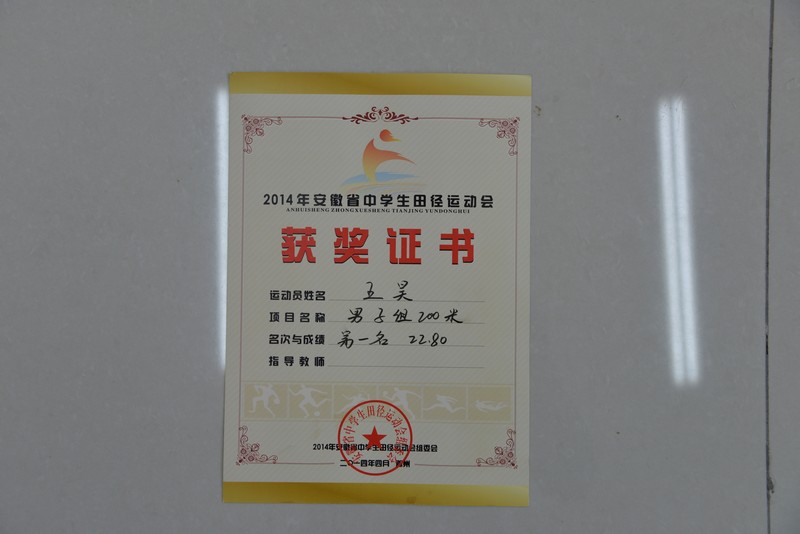 2014年安徽省中学生田径运动会
ANHUISHENG ZHONGXUESHENG TIANJING YUNDONGHUI
获奖证书
运动员姓名 王昊
项目名称 男子组200米
名次与成绩 第一名 22.80
指导教师
2014年安徽省中学生田径运动会组委会
二〇一四年四月 宿州